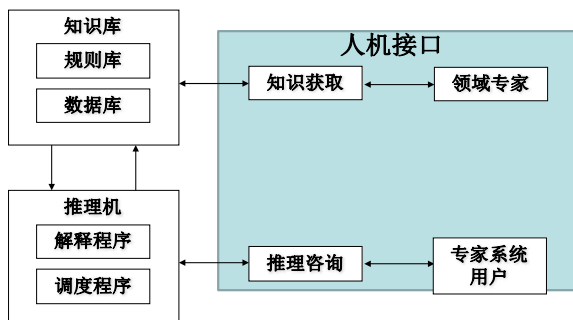 知识库
规则库
数据库
人机接口
知识获取
领域专家
推理机
解释程序
调度程序
推理咨询
专家系统
用户